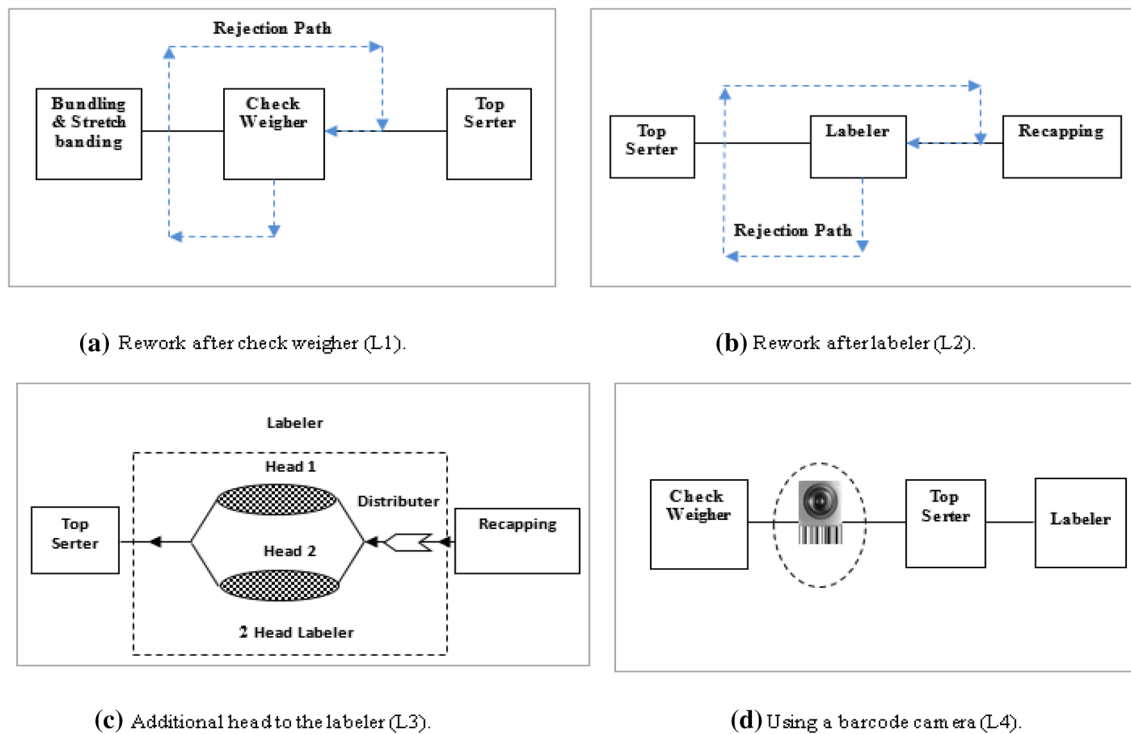 Rejection Path
Bundling
& Stretch
banding
Check
Weigher
Top
Serter
(a) Rework after check weigher (L1).
Top
Serter
Labeler
Recapping
Rejection Path
(b) Rework after labeler (L2).
Labeler
Head 1
Distributer
Top
Serter
Recapping
Head 2
2 Head Labeler
(c) Additional head to the labeler (L3).
Check
Weigher
Top
Serter
Labeler
(d) Using a barcode camera (L4).